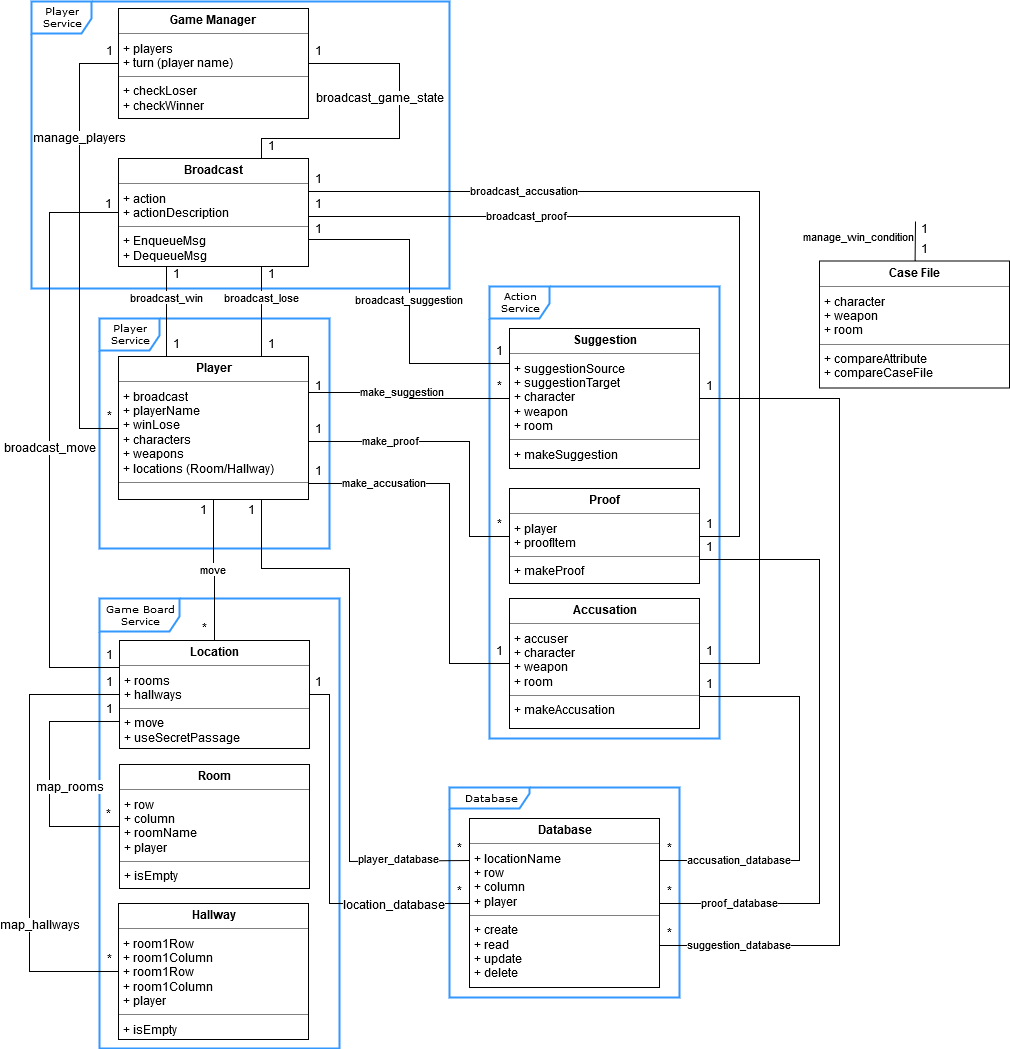 Player
Service
Game Manager
+ players
+ turn (player name)
+ checkLoser
+ checkWinner
1
1
manage_players
broadcast_game_state
1
Broadcast
+ action
+ actionDescription
+ EnqueueMsg
+ DequeueMsg
1
1
1
1
broadcast_accusation
broadcast_proof
broadcast_suggestion
1
1
broadcast_win
broadcast_lose
1
1
manage_win_condition
1
1
Case File
+ character
+ weapon
+ room
+ compareAttribute
+ compareCaseFile
Player
Service
Player
+ broadcast
+ playerName
+ winLose
+ characters
+ weapons
+ locations (Room/Hallway)
*
broadcast_move
1
make_suggestion
1
make_proof
1
make_accusation
1
1
move
*
Action
Service
Suggestion
+ suggestionSource
+ suggestionTarget
+ character
+ weapon
+ room
+ makeSuggestion
1
*
1
Proof
+ player
+ proofItem
+ makeProof
*
1
1
Accusation
+ accuser
+ character
+ weapon
+ room
+ makeAccusation
1
1
1
Game Board
Service
Location
+ rooms
+ hallways
+ move
+ useSecretPassage
1
1
1
1
map_rooms
*
Room
+ row
+ column
+ roomName
+ player
+ isEmpty
map_hallways
*
Hallway
+ room1Row
+ room1Column
+ room1Row
+ room1Column
+ player
+ isEmpty
Database
Database
+ locationName
+ row
+ column
+ player
+ create
+ read
+ update
+ delete
player_database
*
location_database
*
*
accusation_database
*
proof_database
*
suggestion_database